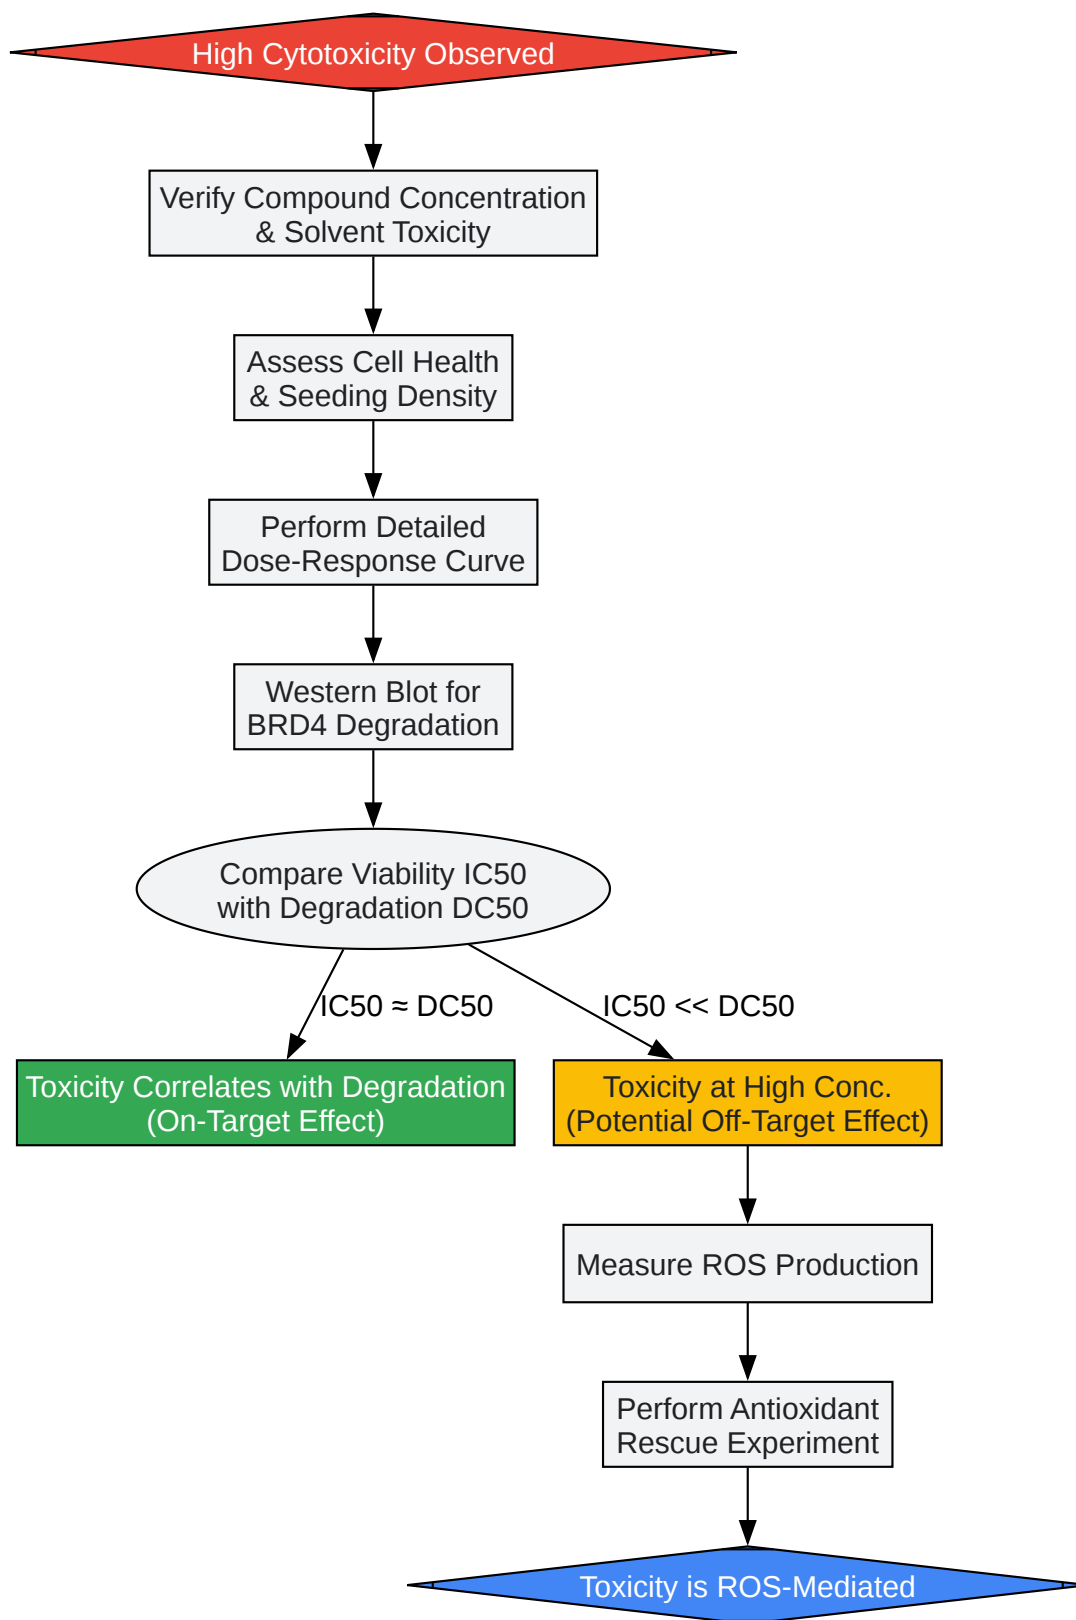 High Cytotoxicity Observed
Verify Compound Concentration
& Solvent Toxicity
Assess Cell Health
& Seeding Density
Perform Detailed
Dose-Response Curve
Western Blot for
BRD4 Degradation
Compare Viability IC50
with Degradation DC50
IC50 ≈ DC50
IC50 << DC50
Toxicity Correlates with Degradation
(On-Target Effect)
Toxicity at High Conc.
(Potential Off-Target Effect)
Measure ROS Production
Perform Antioxidant
Rescue Experiment
Toxicity is ROS-Mediated